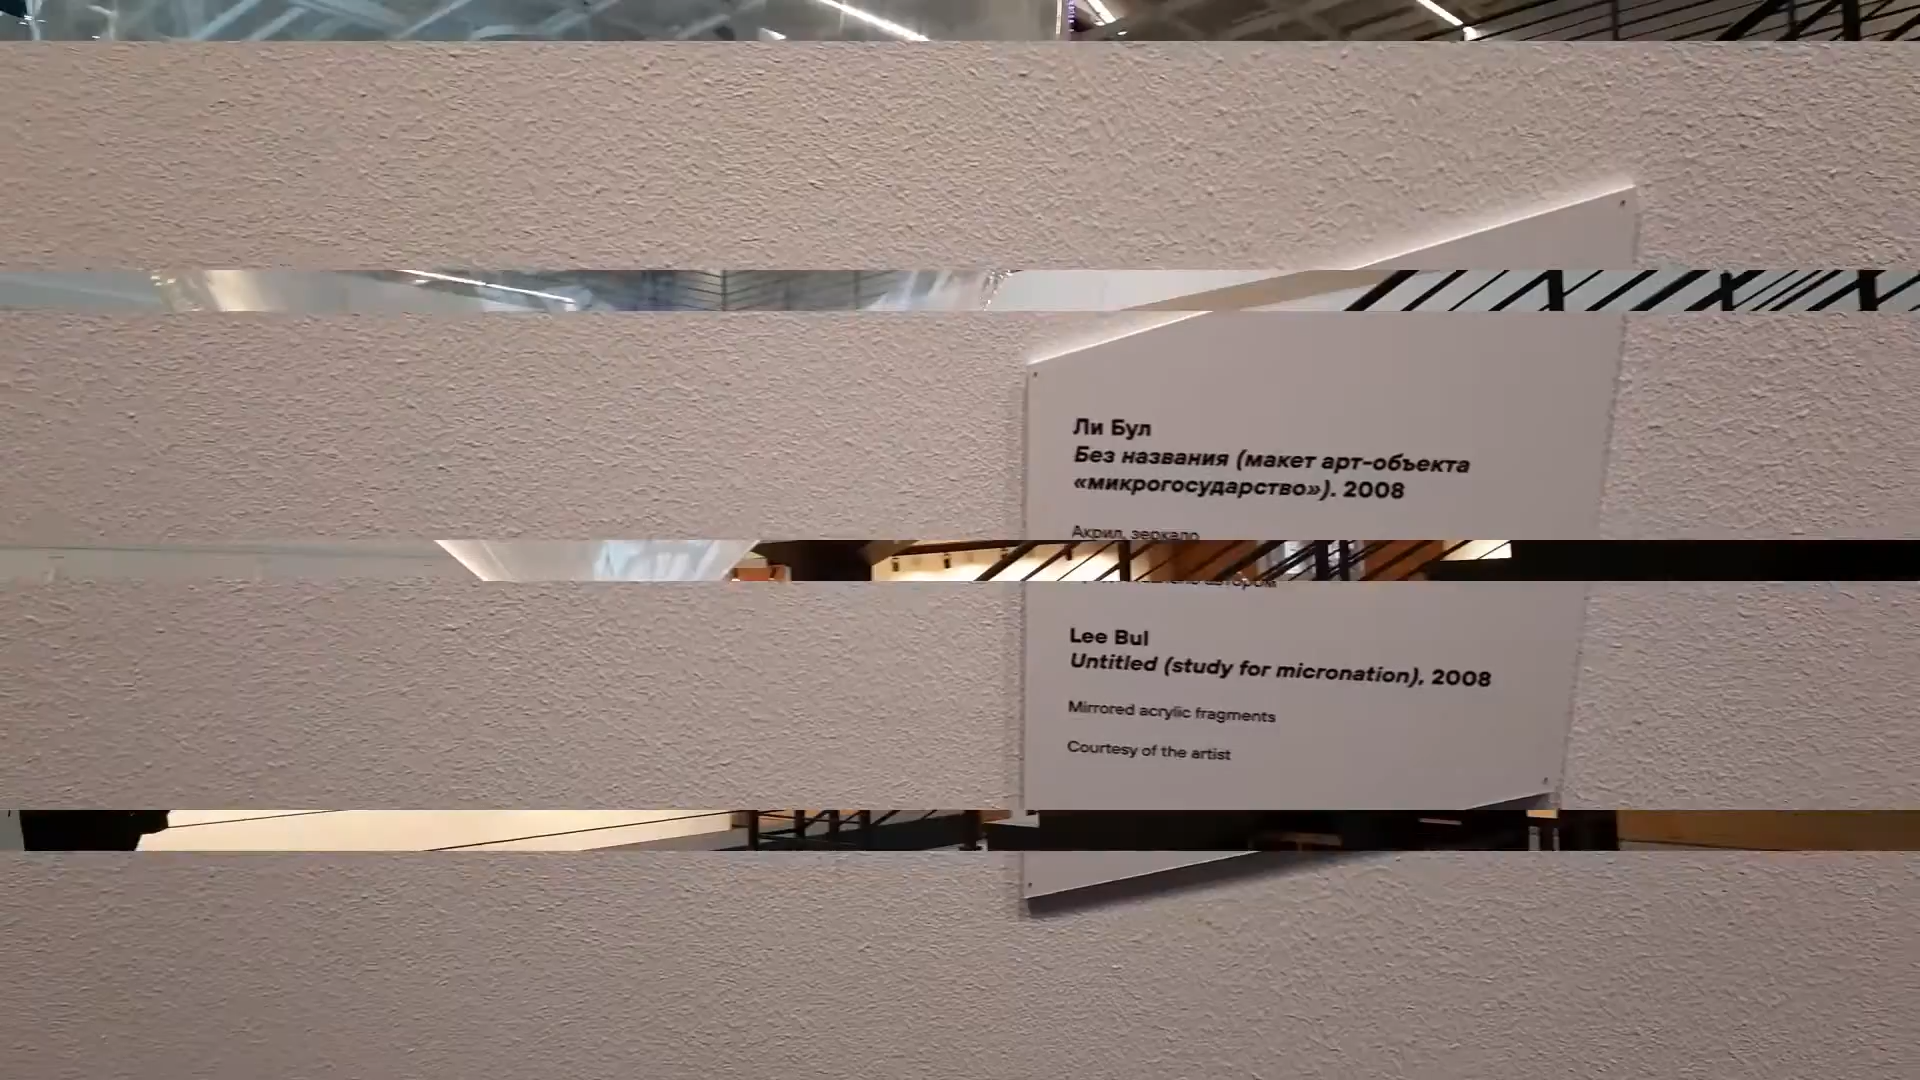 Ли Бул
Без названия (макет арт-объекта
«микрогосударство»). 2008
Акрил, зеркало
автором
Lee Bul
Untitled (study for micronation), 2008
Mirrored acrylic fragments
Courtesy of the artist